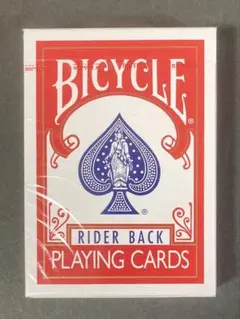 BICYCLE®
®
RIDER BACK
PLAYING CARDS